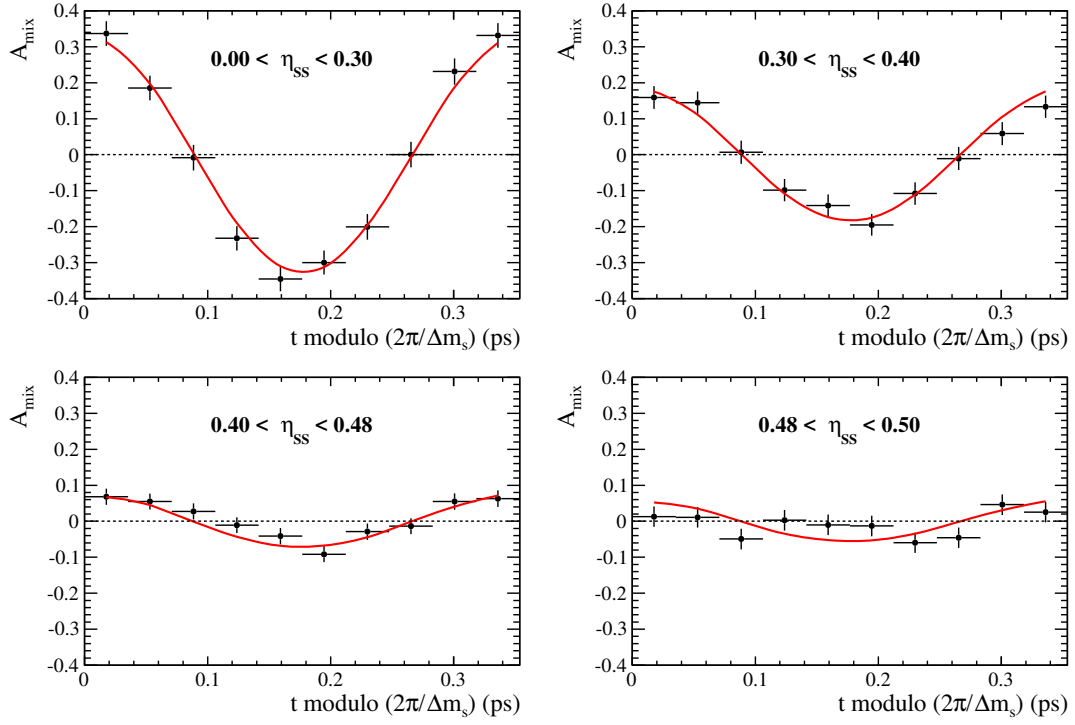 A_mix
0.00 < η_ss < 0.30
0.4
0.3
0.2
0.1
0
-0.1
-0.2
-0.3
-0.4
0 0.1 0.2 0.3
t modulo (2π/Δm_s) (ps)
A_mix
0.30 < η_ss < 0.40
0.4
0.3
0.2
0.1
0
-0.1
-0.2
-0.3
-0.4
0 0.1 0.2 0.3
t modulo (2π/Δm_s) (ps)
A_mix
0.40 < η_ss < 0.48
0.4
0.3
0.2
0.1
0
-0.1
-0.2
-0.3
-0.4
0 0.1 0.2 0.3
t modulo (2π/Δm_s) (ps)
A_mix
0.48 < η_ss < 0.50
0.4
0.3
0.2
0.1
0
-0.1
-0.2
-0.3
-0.4
0 0.1 0.2 0.3
t modulo (2π/Δm_s) (ps)